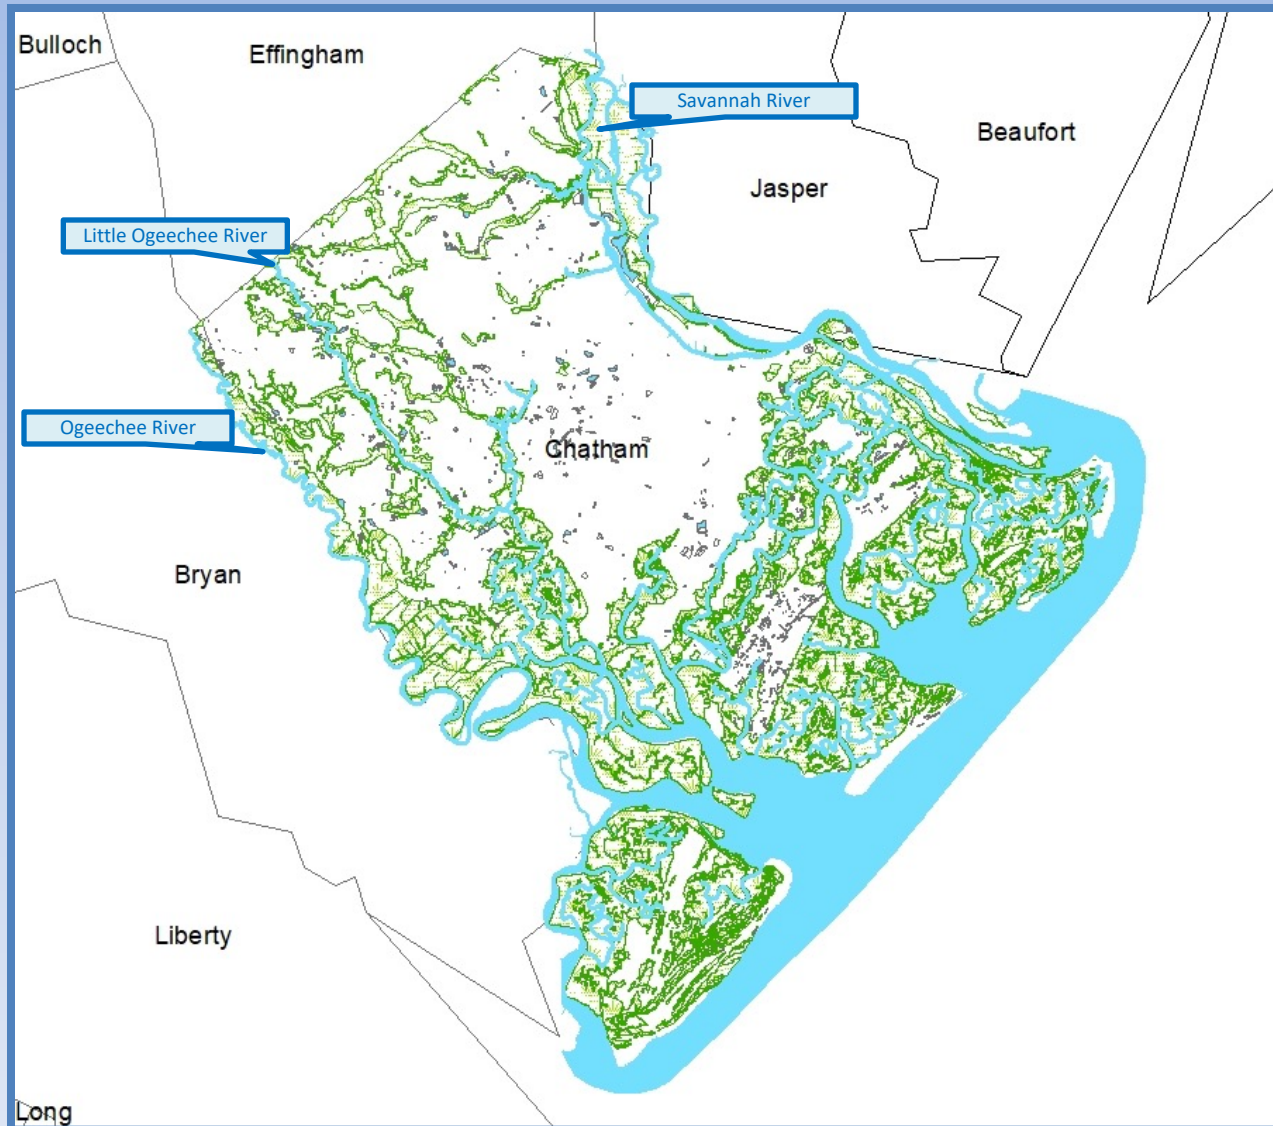 Bulloch
Effingham
Savannah River
Beaufort
Jasper
Little Ogeechee River
Ogeechee River
Chatham
Bryan
Liberty
Long